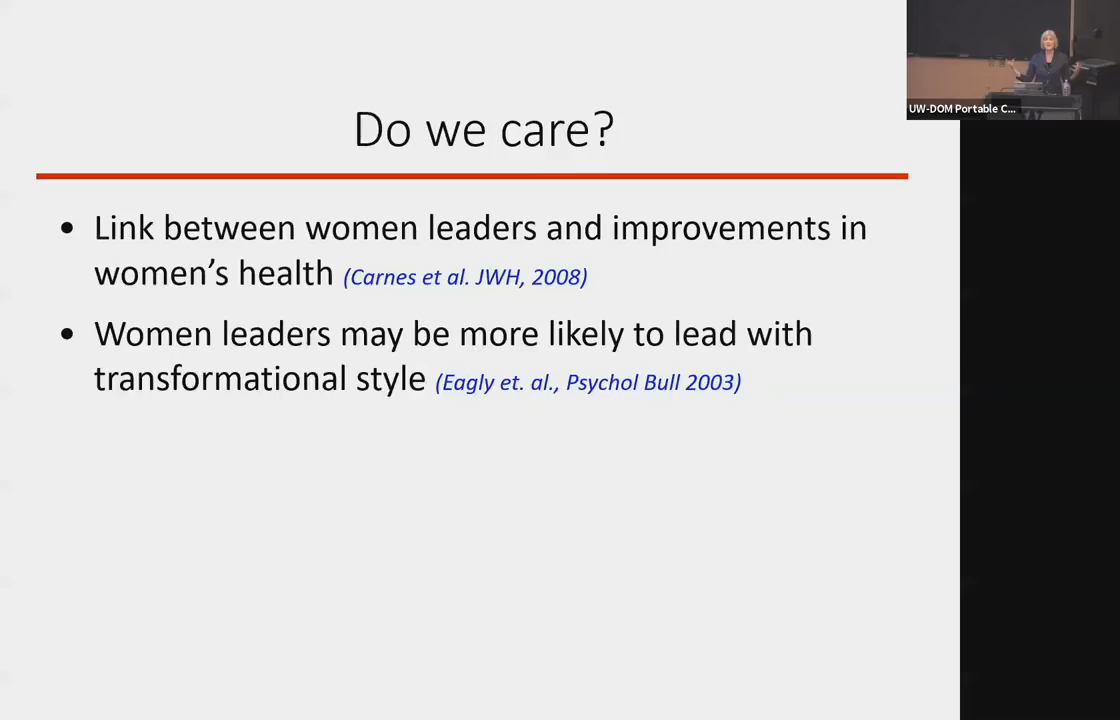 UW-DOM Portable C...
Do we care?
• Link between women leaders and improvements in
women’s health (Carnes et al. JWH, 2008)
• Women leaders may be more likely to lead with
transformational style (Eagly et. al., Psychol Bull 2003)